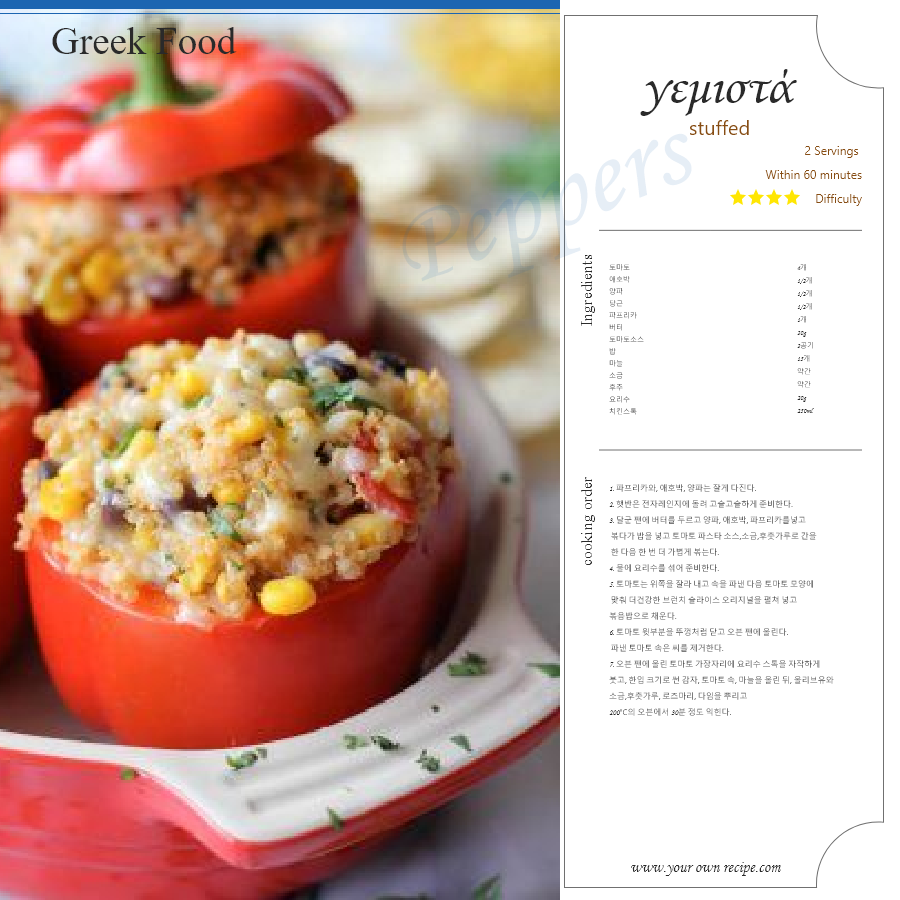 Greek Food
γεμιστά
stuffed
Peppers
2 Servings
Within 60 minutes
Difficulty
Ingredients
토마토
애호박 1/2개
양파 1/2개
당근 1/2개
파프리카
버터 20g
토마토소스
밥
마늘
소금 약간
후추 약간
요리수 20g
치킨스톡 250ml
cooking order
1. 파프리카와, 애호박, 양파는 잘게 다진다.
2. 햇반은 전자레인지에 돌려 고슬고슬하게 준비한다.
3. 달군 팬에 버터를 두르고 양파, 애호박, 파프리카를넣고
볶다가 밥을 넣고 토마토 파스타 소스,소금,후춧가루로 간을
한 다음 한 번 더 가볍게 볶는다.
4. 물에 요리수를 섞어 준비한다.
5. 토마토는 위쪽을 잘라 내고 속을 파낸 다음 토마토 모양에
맞춰 더건강한 브런치 슬라이스 오리지널을 펼쳐 넣고
볶음밥으로 채운다.
6. 토마토 윗부분을 뚜껑처럼 닫고 오븐 팬에 올린다.
파낸 토마토 속은 씨를 제거한다.
7. 오븐 팬에 올린 토마토 가장자리에 요리수 스톡을 자작하게
붓고, 한입 크기로 썬 감자, 토마토 속, 마늘을 올린 뒤, 올리브유와
소금,후춧가루, 로즈마리, 타임을 뿌리고
200°C의 오븐에서 30분 정도 익힌다.
www.your own recipe.com